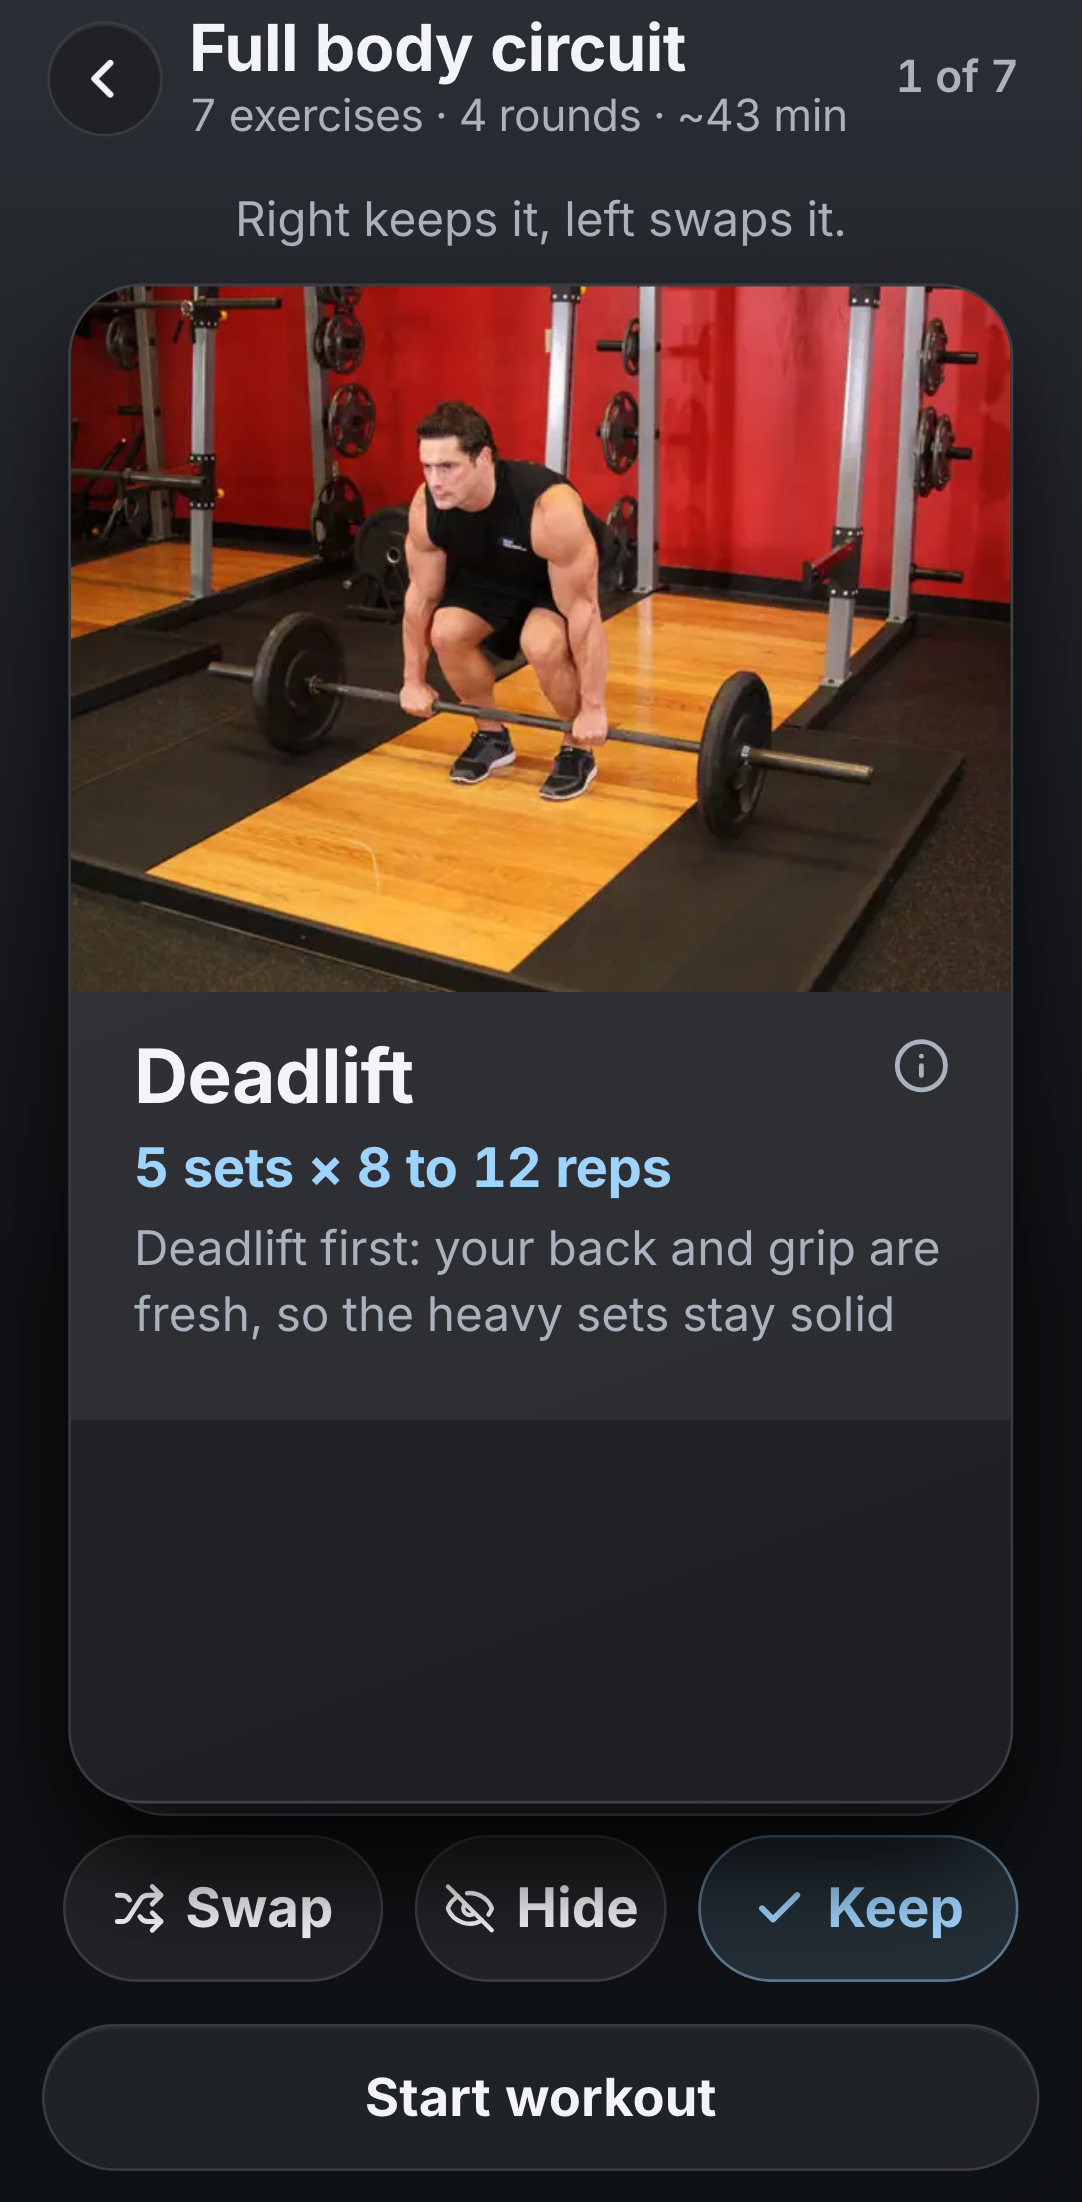 Full body circuit
1 of 7
7 exercises · 4 rounds · ~43 min
Right keeps it, left swaps it.
Deadlift
5 sets × 8 to 12 reps
Deadlift first: your back and grip are
fresh, so the heavy sets stay solid
Swap
Hide
Keep
Start workout